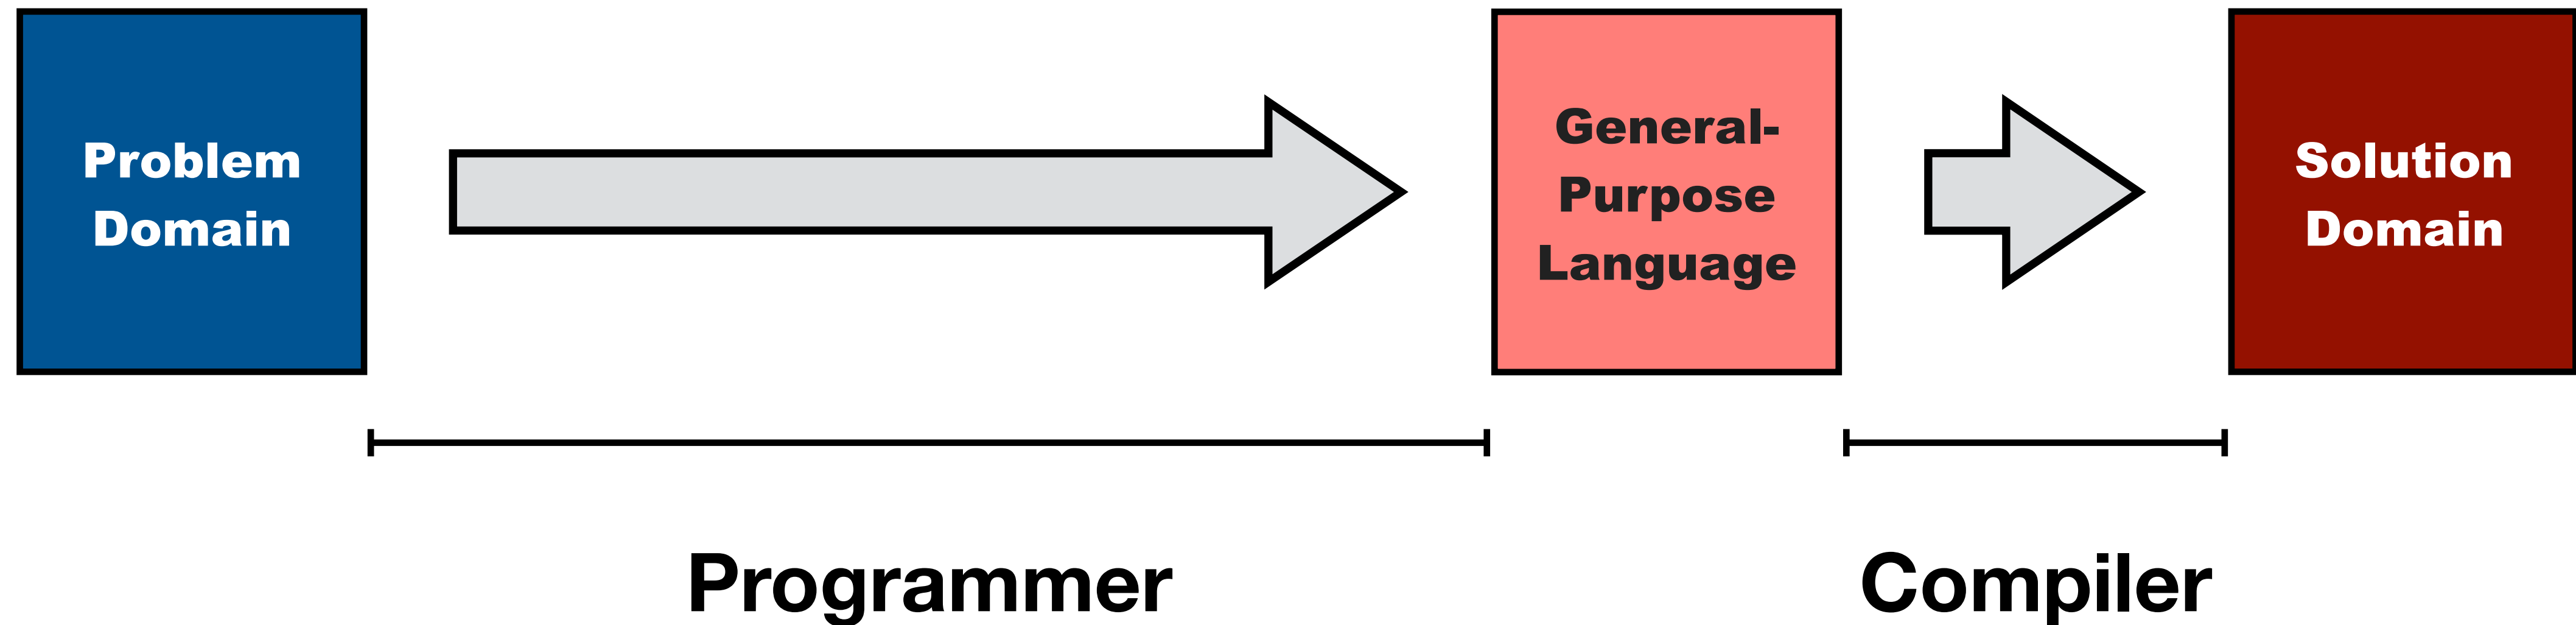 Problem
Domain
General-
Purpose
Language
Solution
Domain
Programmer
Compiler